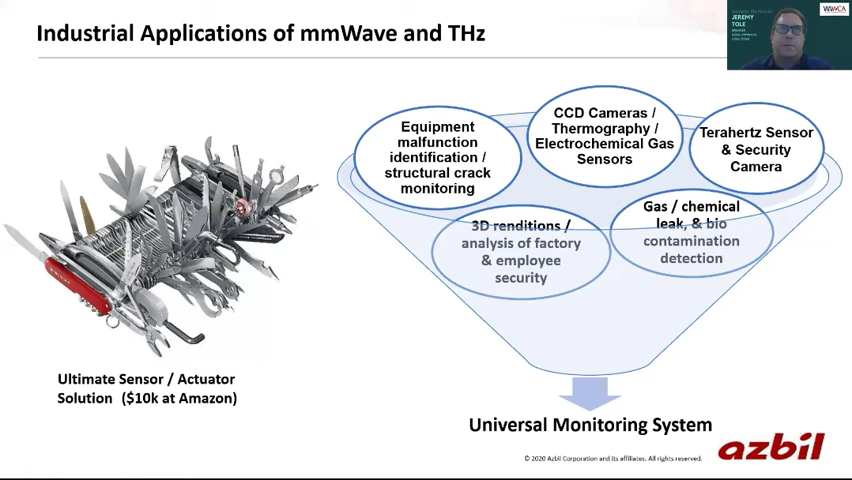 Industrial Applications of mmWave and THz
JEREMY
TOLE
Equipment
malfunction
identification /
structural crack
monitoring
CCD Cameras /
Thermography /
Electrochemical Gas
Sensors
Terahertz Sensor
& Security
Camera
3D renditions /
analysis of factory
& employee
security
Gas / chemical
leak, & bio
contamination
detection
Ultimate Sensor / Actuator
Solution ($10k at Amazon)
Universal Monitoring System
© 2020 Azbil Corporation and its affiliates. All rights reserved.
azbil